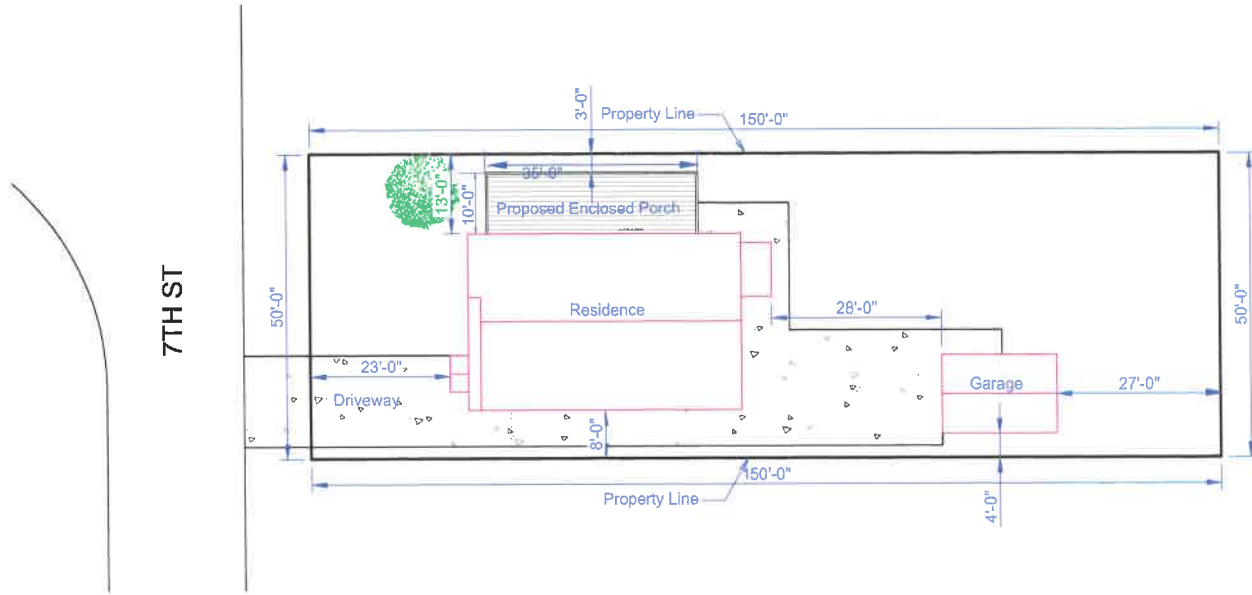 3'-0"
Property Line
150'-0"
35'-0"
13'-0"
10'-0"
Proposed Enclosed Porch
7TH ST
50'-0"
50'-0"
Residence
28'-0"
23'-0"
Driveway
Garage
27'-0"
8'-0"
150'-0"
Property Line
4'-0"